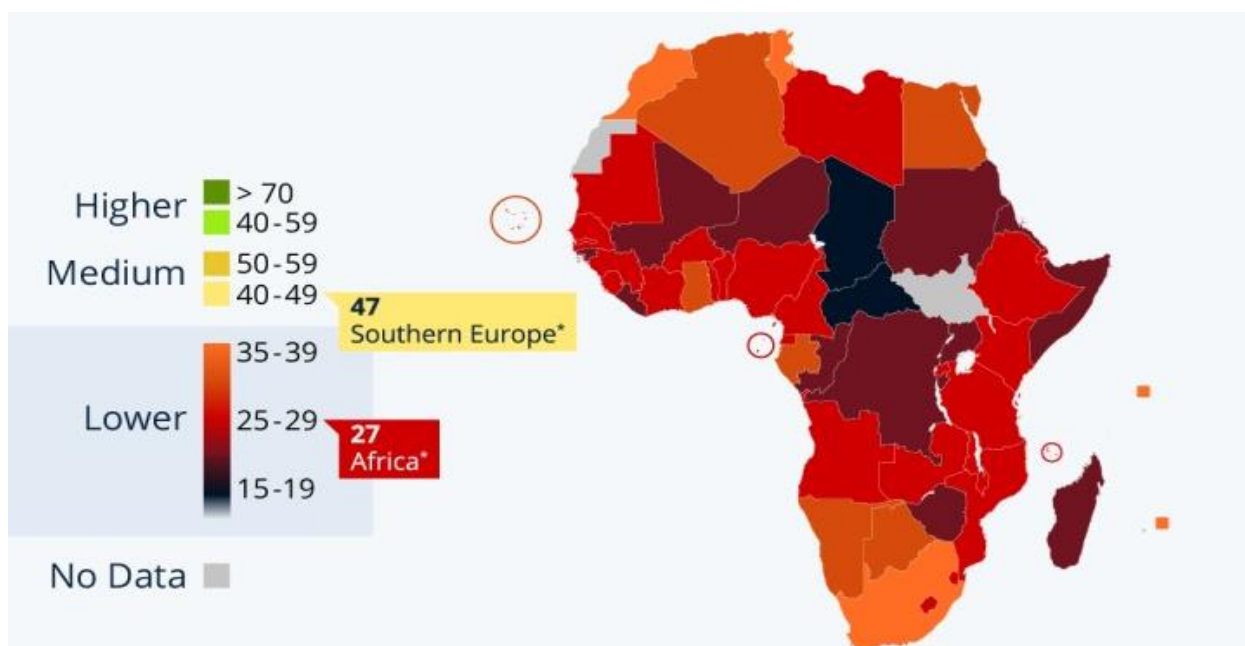 Higher
> 70
40-59
Medium
50-59
40-49
47
Southern Europe*
Lower
35-39
25-29
27
Africa*
15-19
No Data